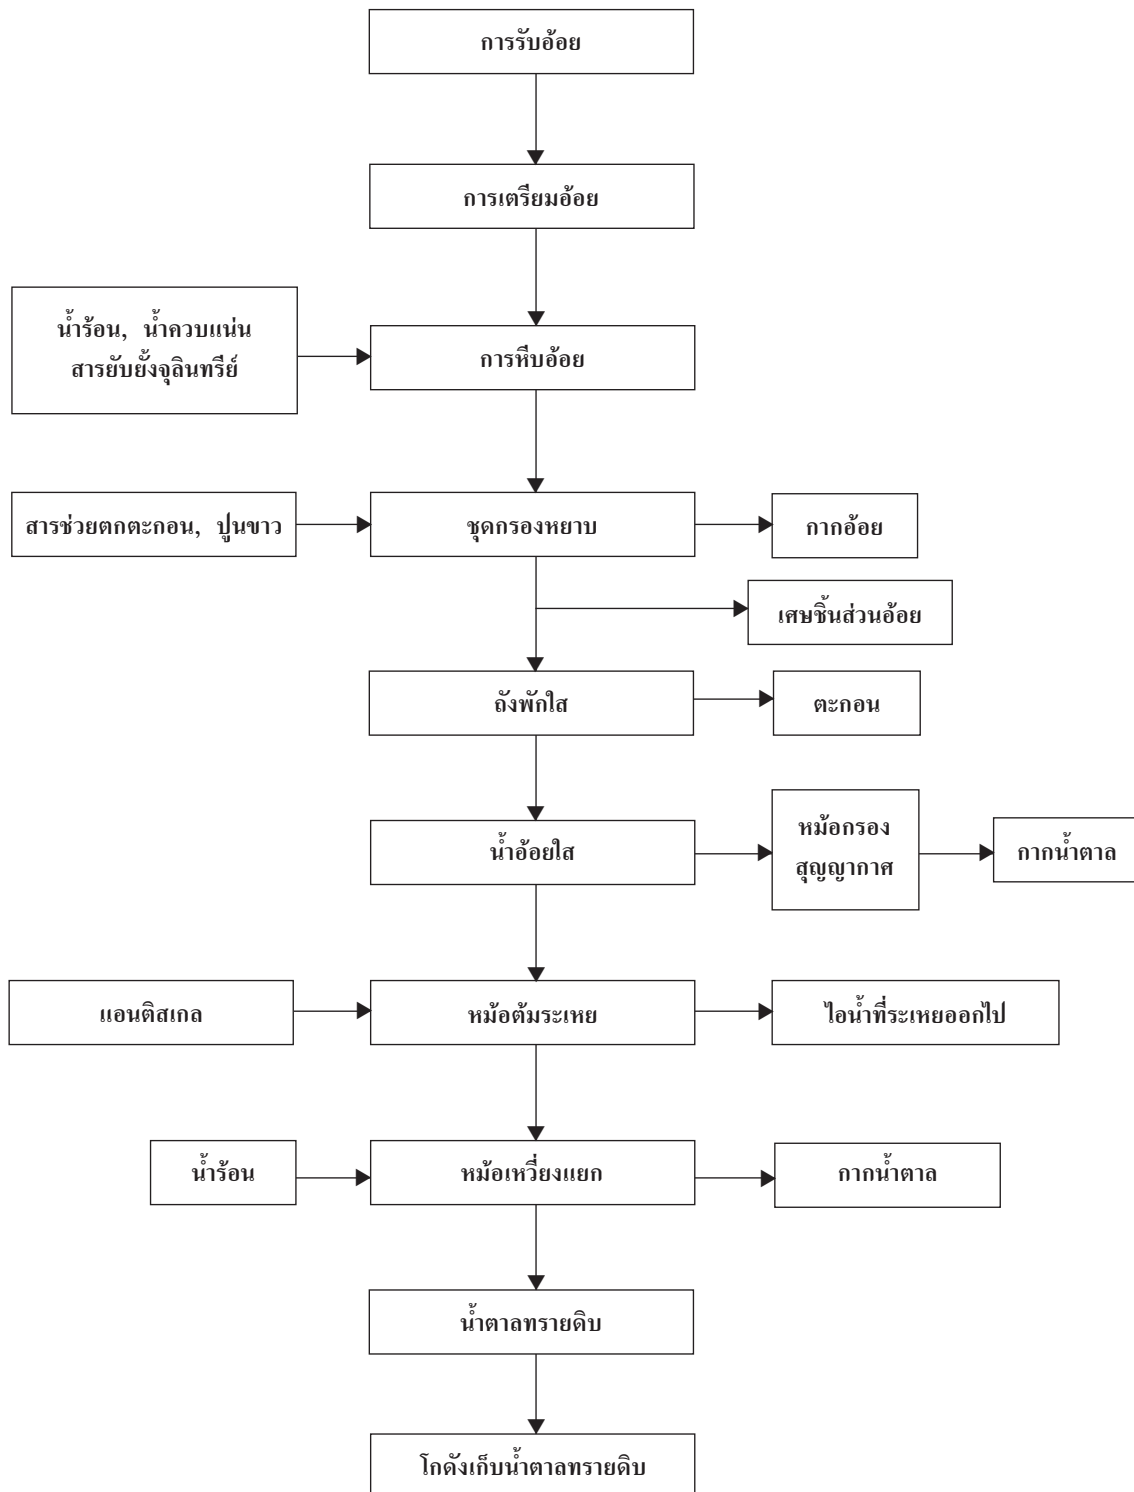 การรับอ้อย
การเตรียมอ้อย
น้ำร้อน, น้ำควบแน่น
สารยับยั้งจุลินทรีย์
การหีบอ้อย
สารช่วยตกตะกอน, ปูนขาว
ชุดกรองหยาบ
กากอ้อย
เศษชิ้นส่วนอ้อย
ถังพักใส
ตะกอน
น้ำอ้อยใส
หม้อกรอง
สุญญากาศ
กากน้ำตาล
แอนติสเกล
หม้อต้มระเหย
ไอน้ำที่ระเหยออกไป
น้ำร้อน
หม้อเหวี่ยงแยก
กากน้ำตาล
น้ำตาลทรายดิบ
โกดังเก็บน้ำตาลทรายดิบ